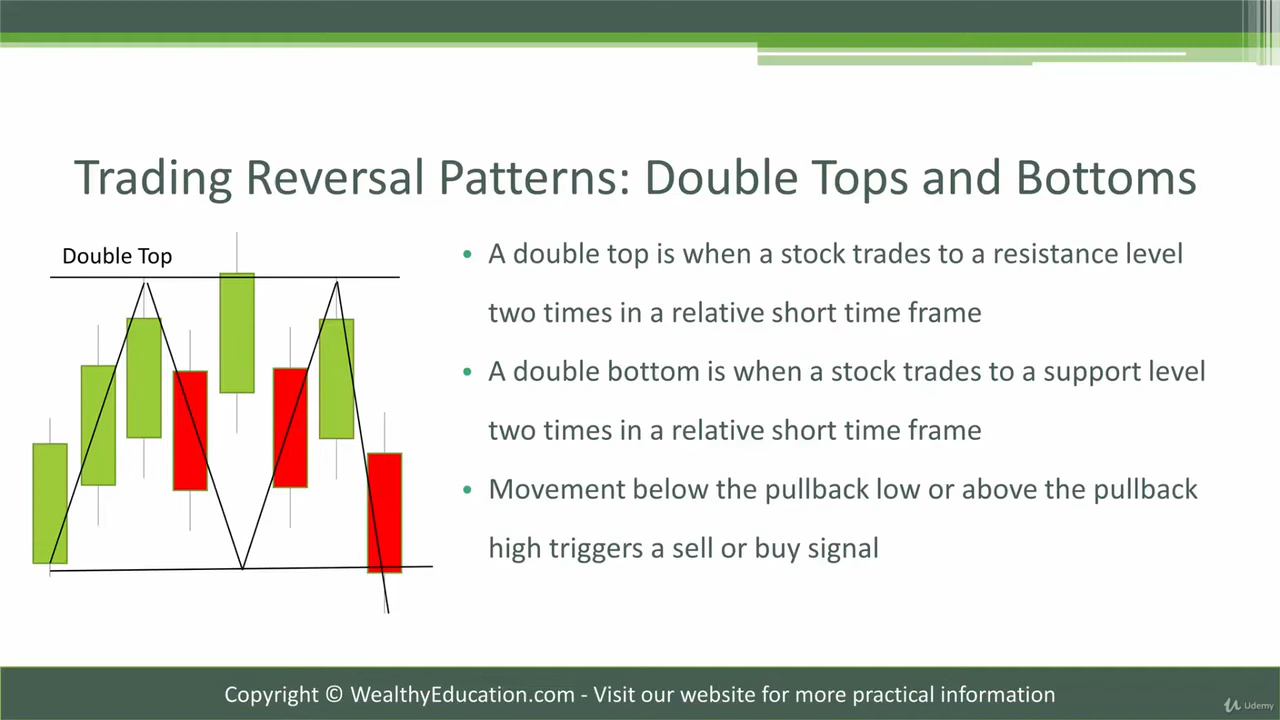 Trading Reversal Patterns: Double Tops and Bottoms
Double Top
• A double top is when a stock trades to a resistance level
two times in a relative short time frame
• A double bottom is when a stock trades to a support level
two times in a relative short time frame
• Movement below the pullback low or above the pullback
high triggers a sell or buy signal
Copyright © WealthyEducation.com - Visit our website for more practical information
Udemy